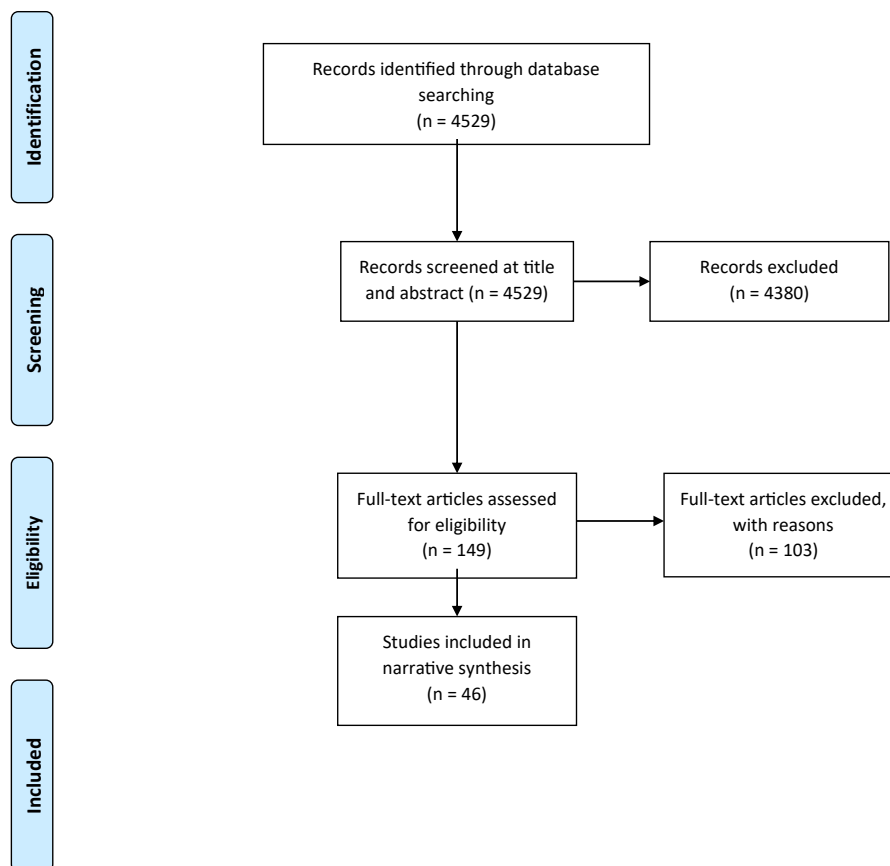 Identification
Records identified through database
searching
(n = 4529)
Screening
Records screened at title
and abstract (n = 4529)
Records excluded
(n = 4380)
Eligibility
Full-text articles assessed
for eligibility
(n = 149)
Full-text articles excluded,
with reasons
(n = 103)
Included
Studies included in
narrative synthesis
(n = 46)